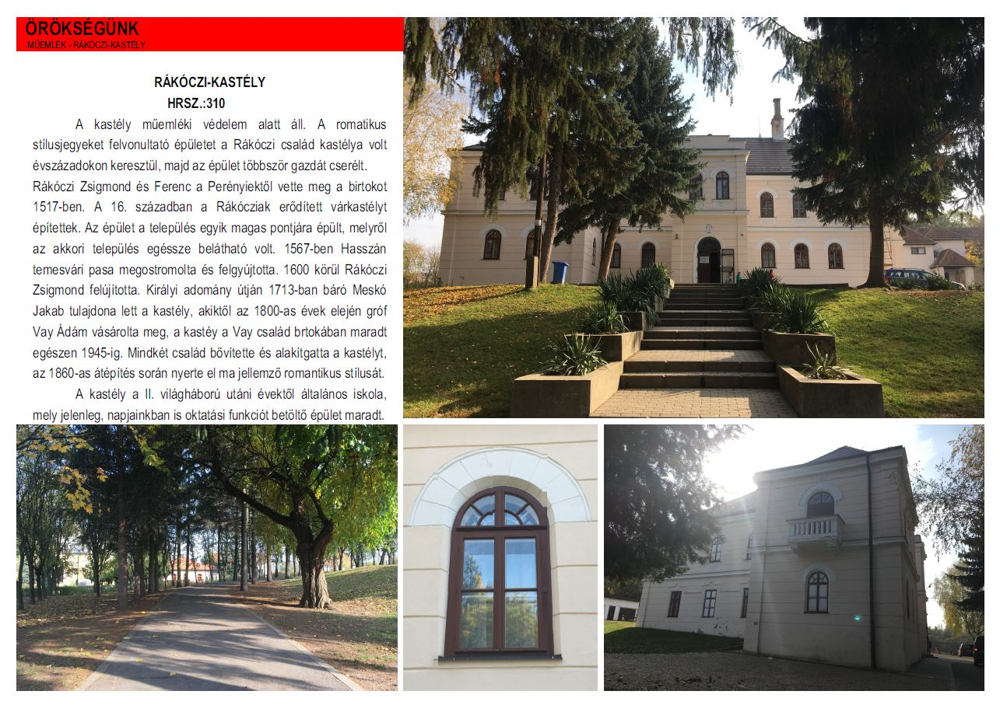 ÖRÖKSÉGÜNK
MŰEMLÉK - RÁKÓCZI-KASTÉLY
RÁKÓCZI-KASTÉLY
HRSZ.:310
A kastély műemléki védelem alatt áll. A romatikus
stílusjegyeket felvonultató épületet a Rákóczi család kastélya volt
évszázadokon keresztül, majd az épület többször gazdát cserélt.
Rákóczi Zsigmond és Ferenc a Perényiektől vette meg a birtokot
1517-ben. A 16. században a Rákócziak erődített várkastélyt
építettek. Az épület a település egyik magas pontjára épült, melyről
az akkori település egéssze belátható volt. 1567-ben Hasszán
temesvári pasa megostromolta és felgyújtotta. 1600 körül Rákóczi
Zsigmond felújította. Királyi adomány útján 1713-ban báró Meskó
Jakab tulajdona lett a kastély, akiktől az 1800-as évek elején gróf
Vay Ádám vásárolta meg, a kastéy a Vay család brtokában maradt
egészen 1945-ig. Mindkét család bővítette és alakítgatta a kastélyt,
az 1860-as átépítés során nyerte el ma jellemző romantikus stílusát.
A kastély a II. világháború utáni évektől általános iskola,
mely jelenleg, napjainkban is oktatási funkciót betöltő épület maradt.